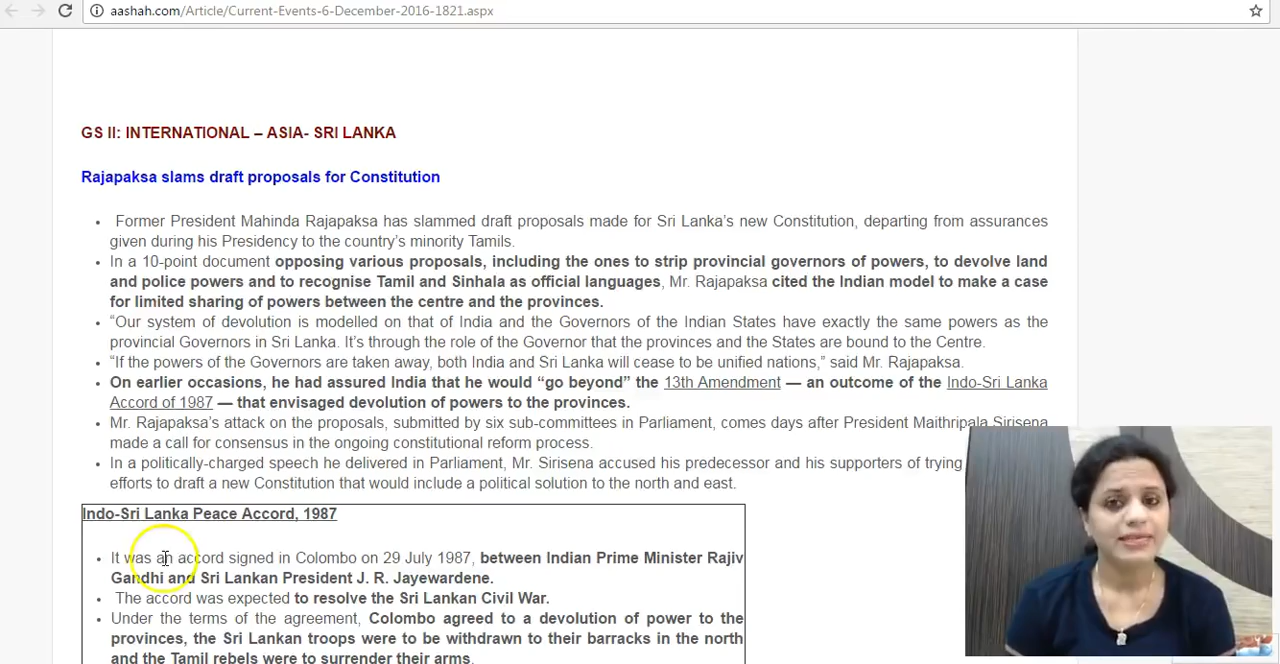 aashah.com/Article/Current-Events-6-December-2016-1821.aspx
GS II: INTERNATIONAL – ASIA- SRI LANKA
Rajapaksa slams draft proposals for Constitution
• Former President Mahinda Rajapaksa has slammed draft proposals made for Sri Lanka's new Constitution, departing from assurances
given during his Presidency to the country's minority Tamils.
• In a 10-point document opposing various proposals, including the ones to strip provincial governors of powers, to devolve land
and police powers and to recognise Tamil and Sinhala as official languages, Mr. Rajapaksa cited the Indian model to make a case
for limited sharing of powers between the centre and the provinces.
• “Our system of devolution is modelled on that of India and the Governors of the Indian States have exactly the same powers as the
provincial Governors in Sri Lanka. It's through the role of the Governor that the provinces and the States are bound to the Centre.
• “If the powers of the Governors are taken away, both India and Sri Lanka will cease to be unified nations,” said Mr. Rajapaksa.
• On earlier occasions, he had assured India that he would “go beyond” the 13th Amendment — an outcome of the Indo-Sri Lanka
Accord of 1987 — that envisaged devolution of powers to the provinces.
• Mr. Rajapaksa's attack on the proposals, submitted by six sub-committees in Parliament, comes days after President Maithripala Sirisena
made a call for consensus in the ongoing constitutional reform process.
• In a politically-charged speech he delivered in Parliament, Mr. Sirisena accused his predecessor and his supporters of trying
efforts to draft a new Constitution that would include a political solution to the north and east.
Indo-Sri Lanka Peace Accord, 1987
• It was an accord signed in Colombo on 29 July 1987, between Indian Prime Minister Rajiv
Gandhi and Sri Lankan President J. R. Jayewardene.
• The accord was expected to resolve the Sri Lankan Civil War.
• Under the terms of the agreement, Colombo agreed to a devolution of power to the
provinces, the Sri Lankan troops were to be withdrawn to their barracks in the north
and the Tamil rebels were to surrender their arms.